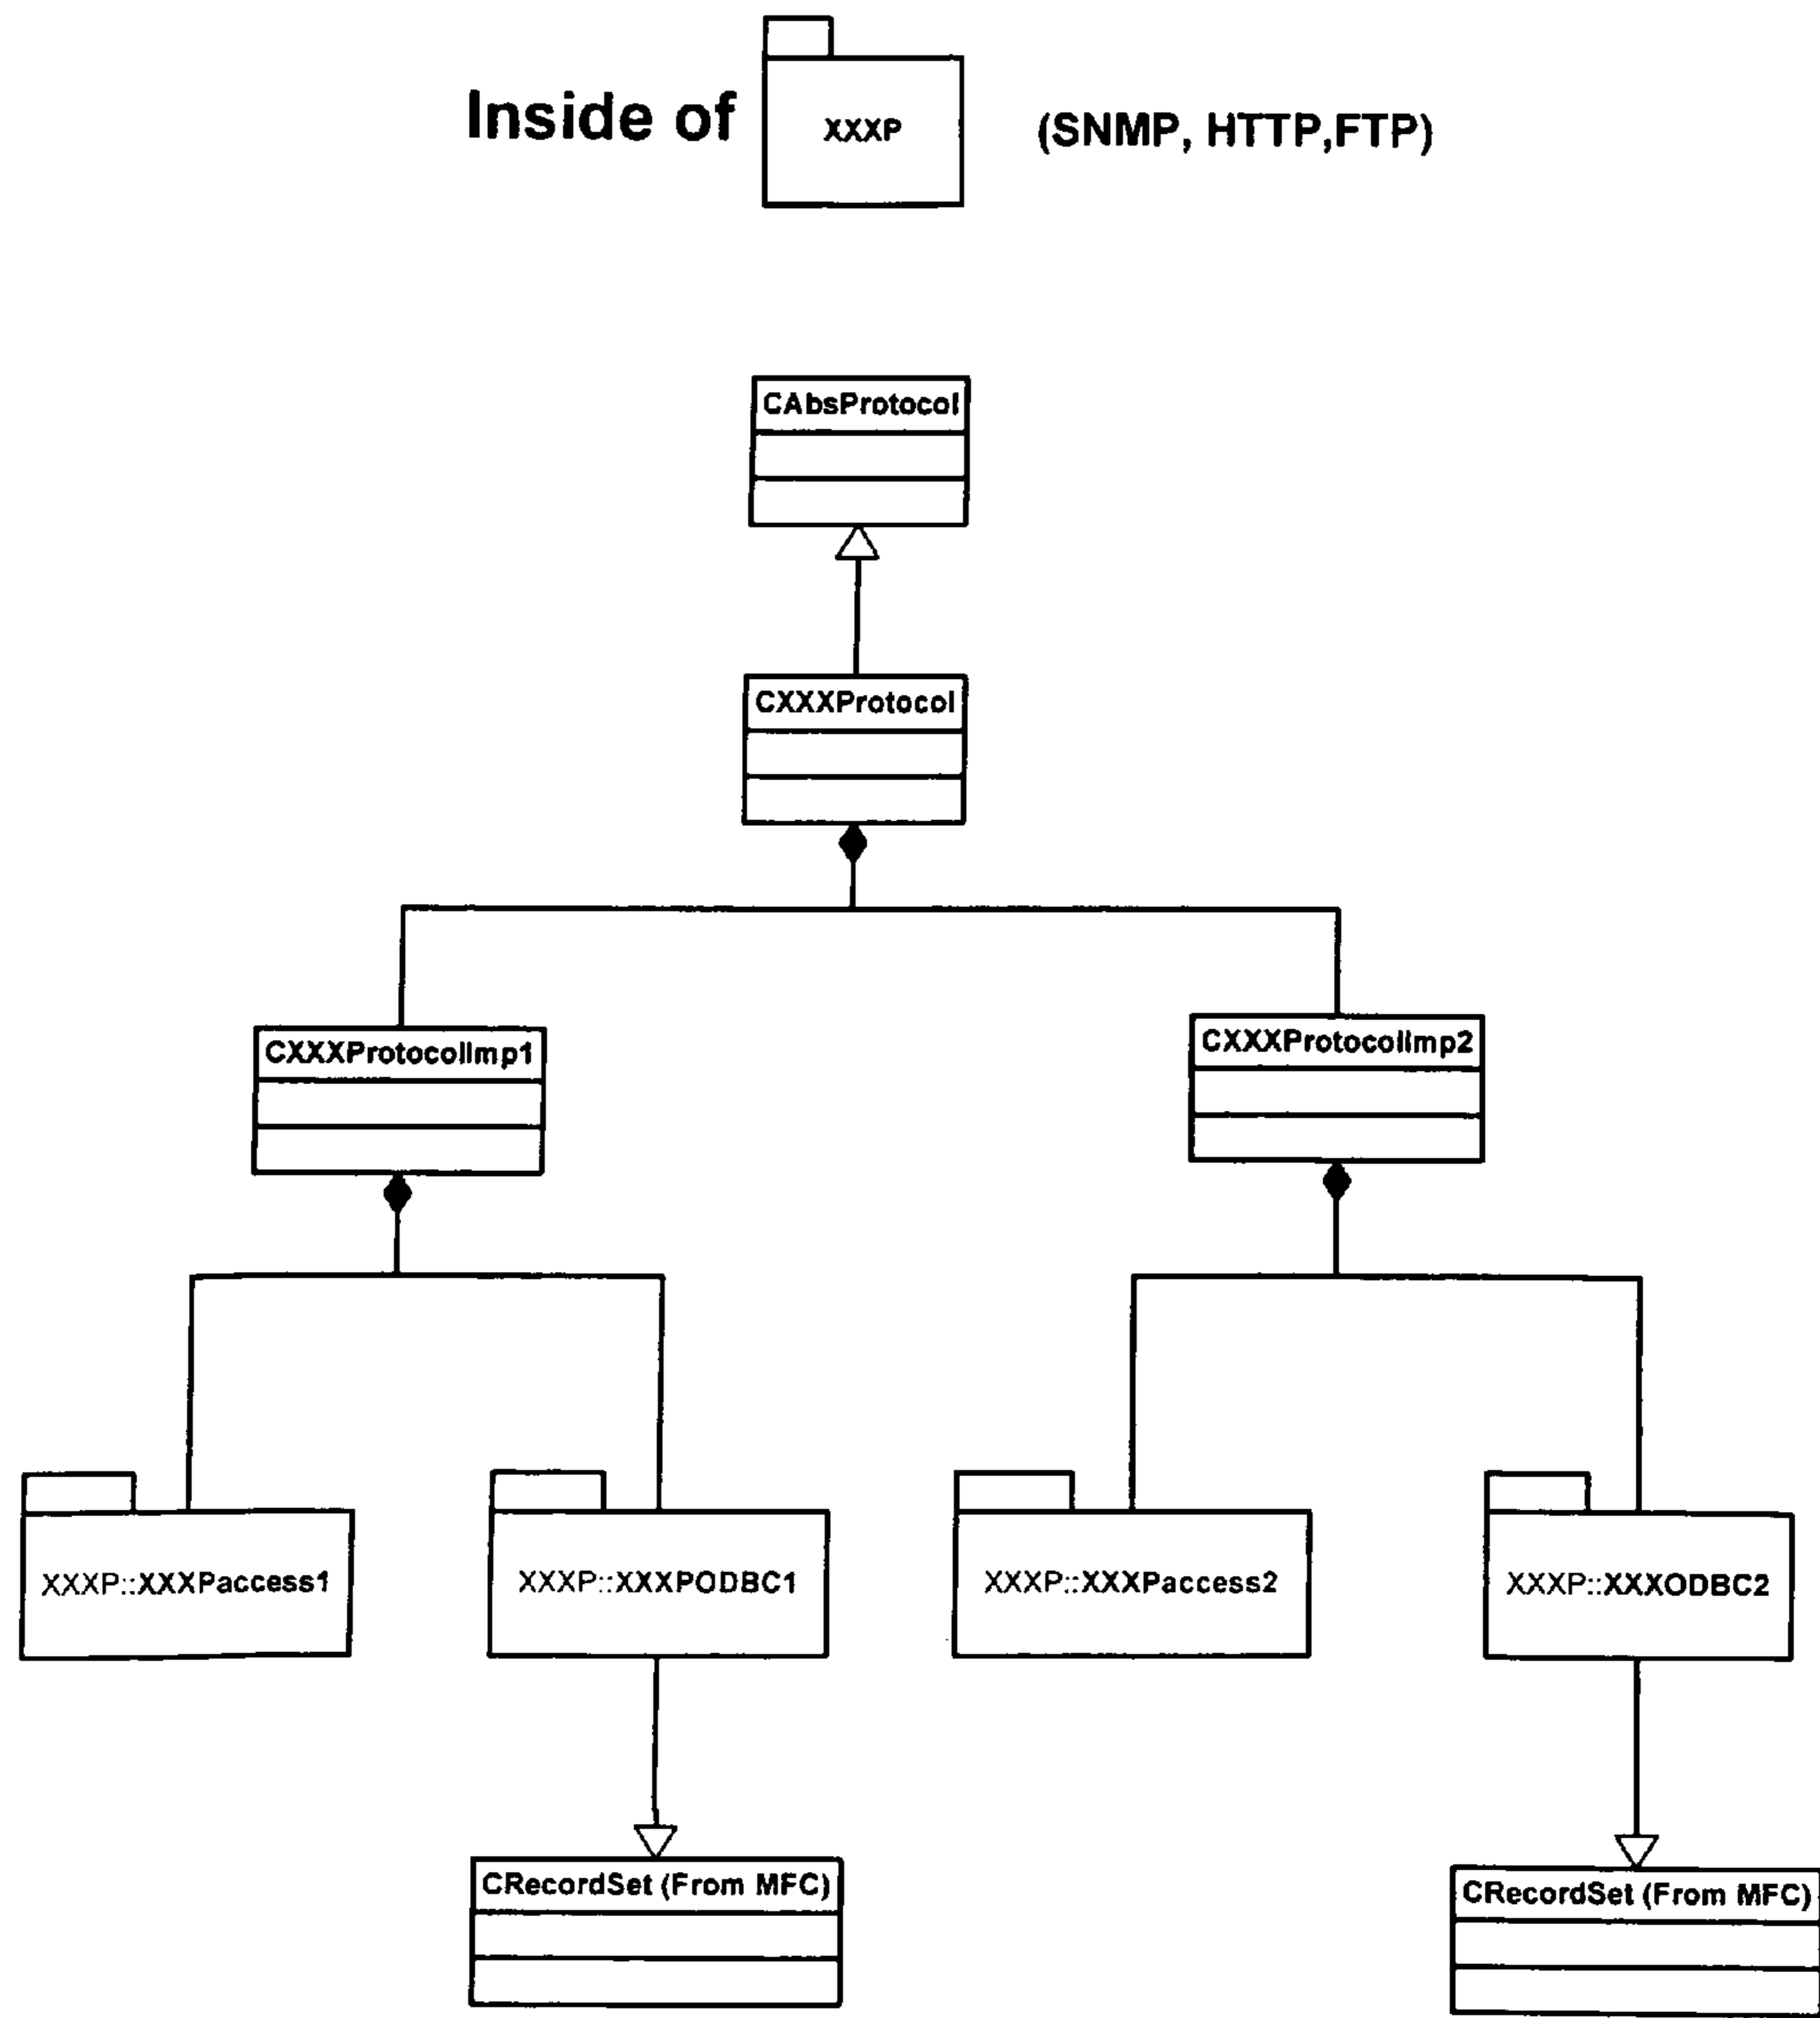 Inside of XXXP (SNMP, HTTP,FTP)
CAbsProtocol
CXXXProtocol
CXXXProtocolImp1
CXXXProtocolImp2
XXXP::XXXPaccess1
XXXP::XXXPODBC1
XXXP::XXXPaccess2
XXXP::XXXODBC2
CRecordSet (From MFC)
CRecordSet (From MFC)